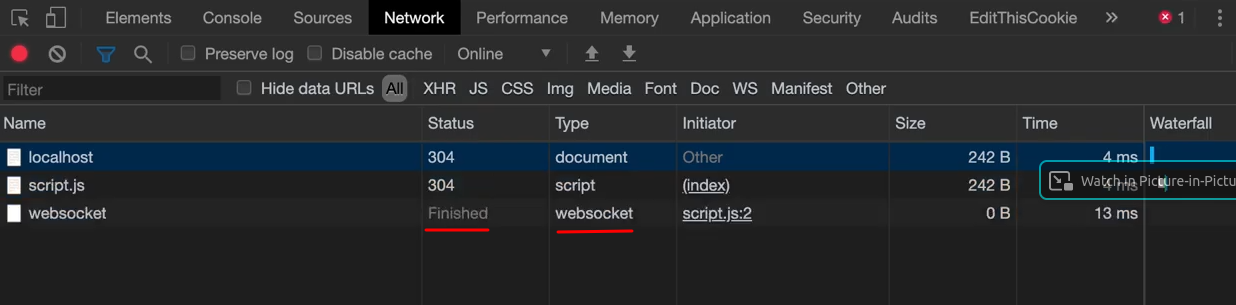 Elements Console Sources Network Performance Memory Application Security Audits EditThisCookie » 1
Preserve log Disable cache Online
Filter Hide data URLs All XHR JS CSS Img Media Font Doc WS Manifest Other
Name Status Type Initiator Size Time Waterfall
localhost 304 document Other 242 B 4 ms
script.js 304 script (index) 242 B 4 ms
Watch in Picture-in-Pictu
websocket Finished websocket script.js:2 0 B 13 ms